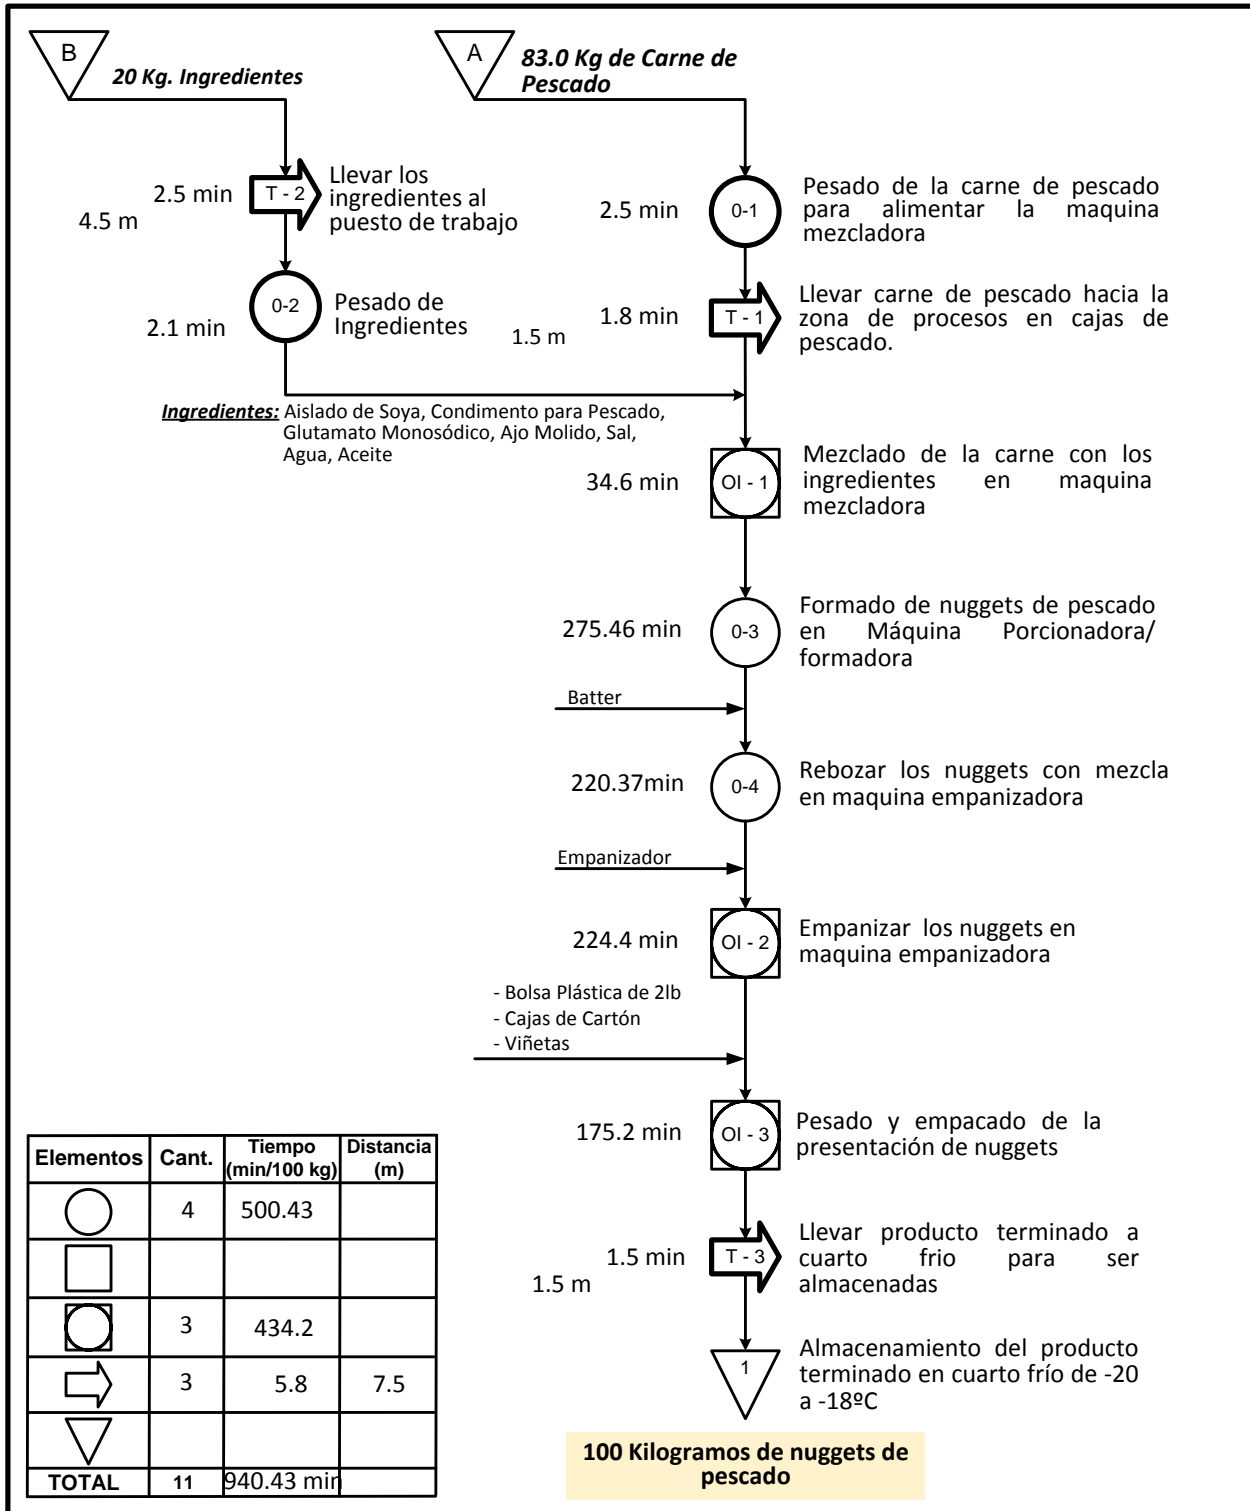 B
20 Kg. Ingredientes
A
83.0 Kg de Carne de
Pescado
2.5 min
4.5 m
T - 2
Llevar los
ingredientes al
puesto de trabajo
2.5 min
0-1
Pesado de la carne de pescado
para alimentar la maquina
mezcladora
2.1 min
0-2
Pesado de
Ingredientes
1.5 m
1.8 min
T - 1
Llevar carne de pescado hacia la
zona de procesos en cajas de
pescado.
Ingredientes: Aislado de Soya, Condimento para Pescado,
Glutamato Monosódico, Ajo Molido, Sal,
Agua, Aceite
34.6 min
OI - 1
Mezclado de la carne con los
ingredientes en maquina
mezcladora
275.46 min
0-3
Formado de nuggets de pescado
en Máquina Porcionadora/
formadora
Batter
220.37min
0-4
Rebozar los nuggets con mezcla
en maquina empanizadora
Empanizador
224.4 min
OI - 2
Empanizar los nuggets en
maquina empanizadora
- Bolsa Plástica de 2lb
- Cajas de Cartón
- Viñetas
175.2 min
OI - 3
Pesado y empacado de la
presentación de nuggets
1.5 min
1.5 m
T - 3
Llevar producto terminado a
cuarto frio para ser
almacenadas
1
Almacenamiento del producto
terminado en cuarto frío de -20
a -18ºC
100 Kilogramos de nuggets de
pescado
Elementos Cant. Tiempo (min/100 kg) Distancia (m)
4 500.43
3 434.2
3 5.8 7.5
TOTAL 11 940.43 min